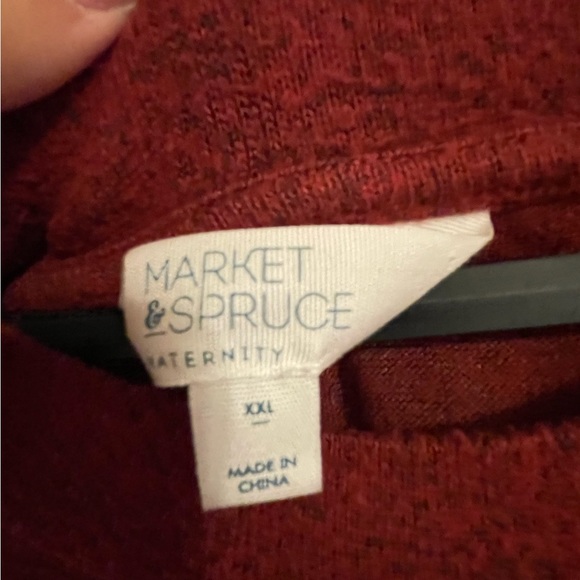 MARKET
& SPRUCE
MATERNITY
XXL
MADE IN
CHINA